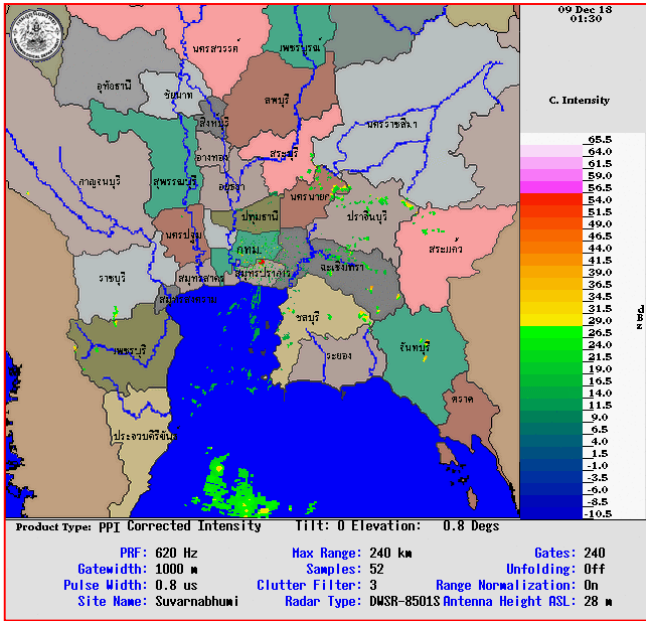 09 Dec 18
01:30
C. Intensity
65.5
64.0
61.5
59.0
56.5
54.0
51.5
49.0
46.5
44.0
41.5
39.0
36.5
34.0
31.5
29.0
26.5
24.0
21.5
19.0
16.5
14.0
11.5
9.0
6.5
4.0
1.5
-1.0
-3.5
-6.0
-8.5
-10.5
นครสวรรค์
เพชรบูรณ์
อุทัยธานี
ชัยนาท
ลพบุรี
สิงห์บุรี
นครราชสีมา
อ่างทอง
สระบุรี
กาญจนบุรี
สุพรรณบุรี
อยุธยา
นครนายก
ปราจีนบุรี
ปทุมธานี
นครปฐม
กทม.
สระแก้ว
ฉะเชิงเทรา
ราชบุรี
สมุทรสาคร
สมุทรปราการ
ชลบุรี
เพชรบุรี
ระยอง
จันทบุรี
ตราด
ประจวบคีรีขันธ์
Product Type: PPI Corrected Intensity Tilt: 0 Elevation: 0.8 Degs
PRF: 620 Hz Max Range: 240 km Gates: 240
Gatewidth: 1000 m Samples: 52 Unfolding: Off
Pulse Width: 0.8 us Clutter Filter: 3 Range Normalization: On
Site Name: Suvarnabhumi Radar Type: DWSR-8501S Antenna Height ASL: 28 m